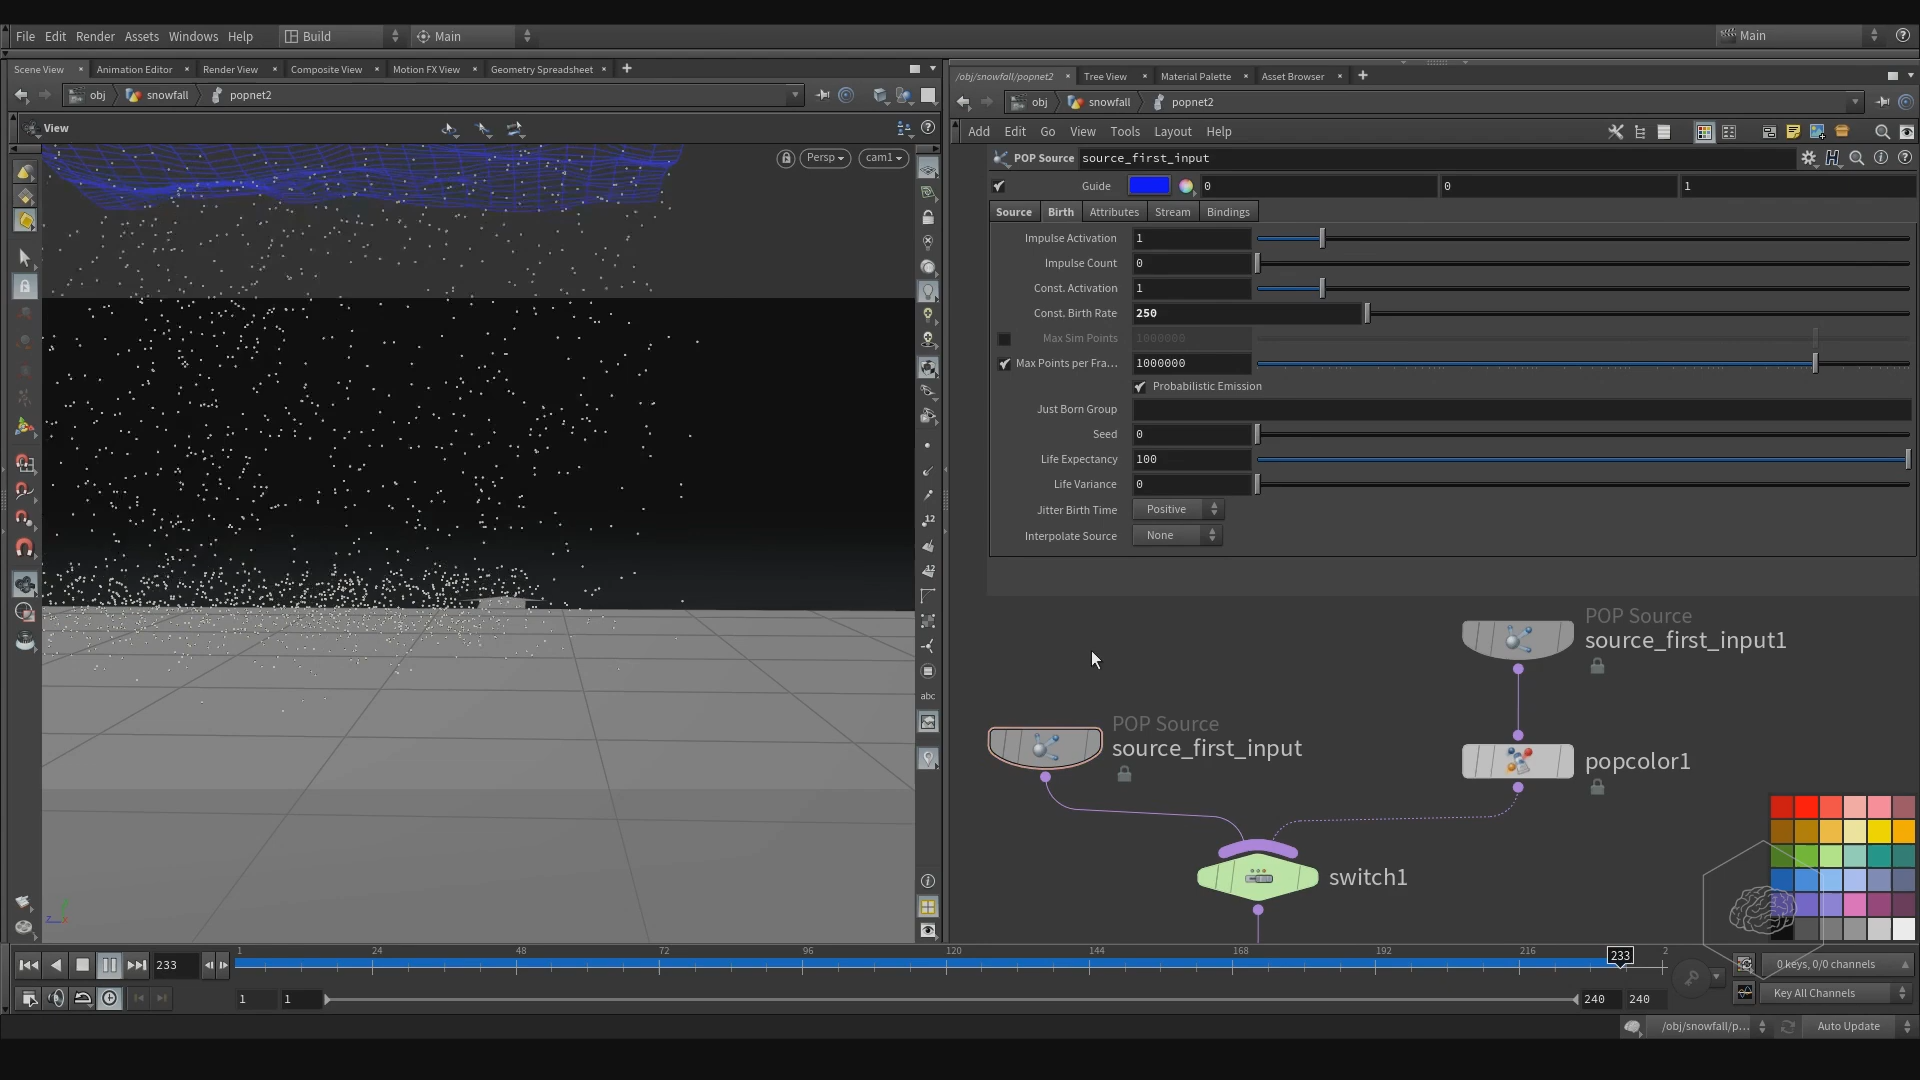 File Edit Render Assets Windows Help Build Main Main
Scene View Animation Editor Render View Composite View Motion FX View Geometry Spreadsheet
/obj/snowfall/popnet2 Tree View Material Palette Asset Browser
obj snowfall popnet2
obj snowfall popnet2
View
Add Edit Go View Tools Layout Help
Persp cam1
POP Source source_first_input
Guide 0 0 1
Source Birth Attributes Stream Bindings
Impulse Activation 1
Impulse Count 0
Const. Activation 1
Const. Birth Rate 250
Max Sim Points 1000000
Max Points per Fra... 1000000
Probabilistic Emission
Just Born Group
Seed 0
Life Expectancy 100
Life Variance 0
Jitter Birth Time Positive
Interpolate Source None
12
12
abc
POP Source
source_first_input1
POP Source
source_first_input
popcolor1
switch1
z x
1 24 48 72 96 120 144 168 192 216 2
233 233
0 keys, 0/0 channels
1 1 240 240 Key All Channels
/obj/snowfall/p... Auto Update